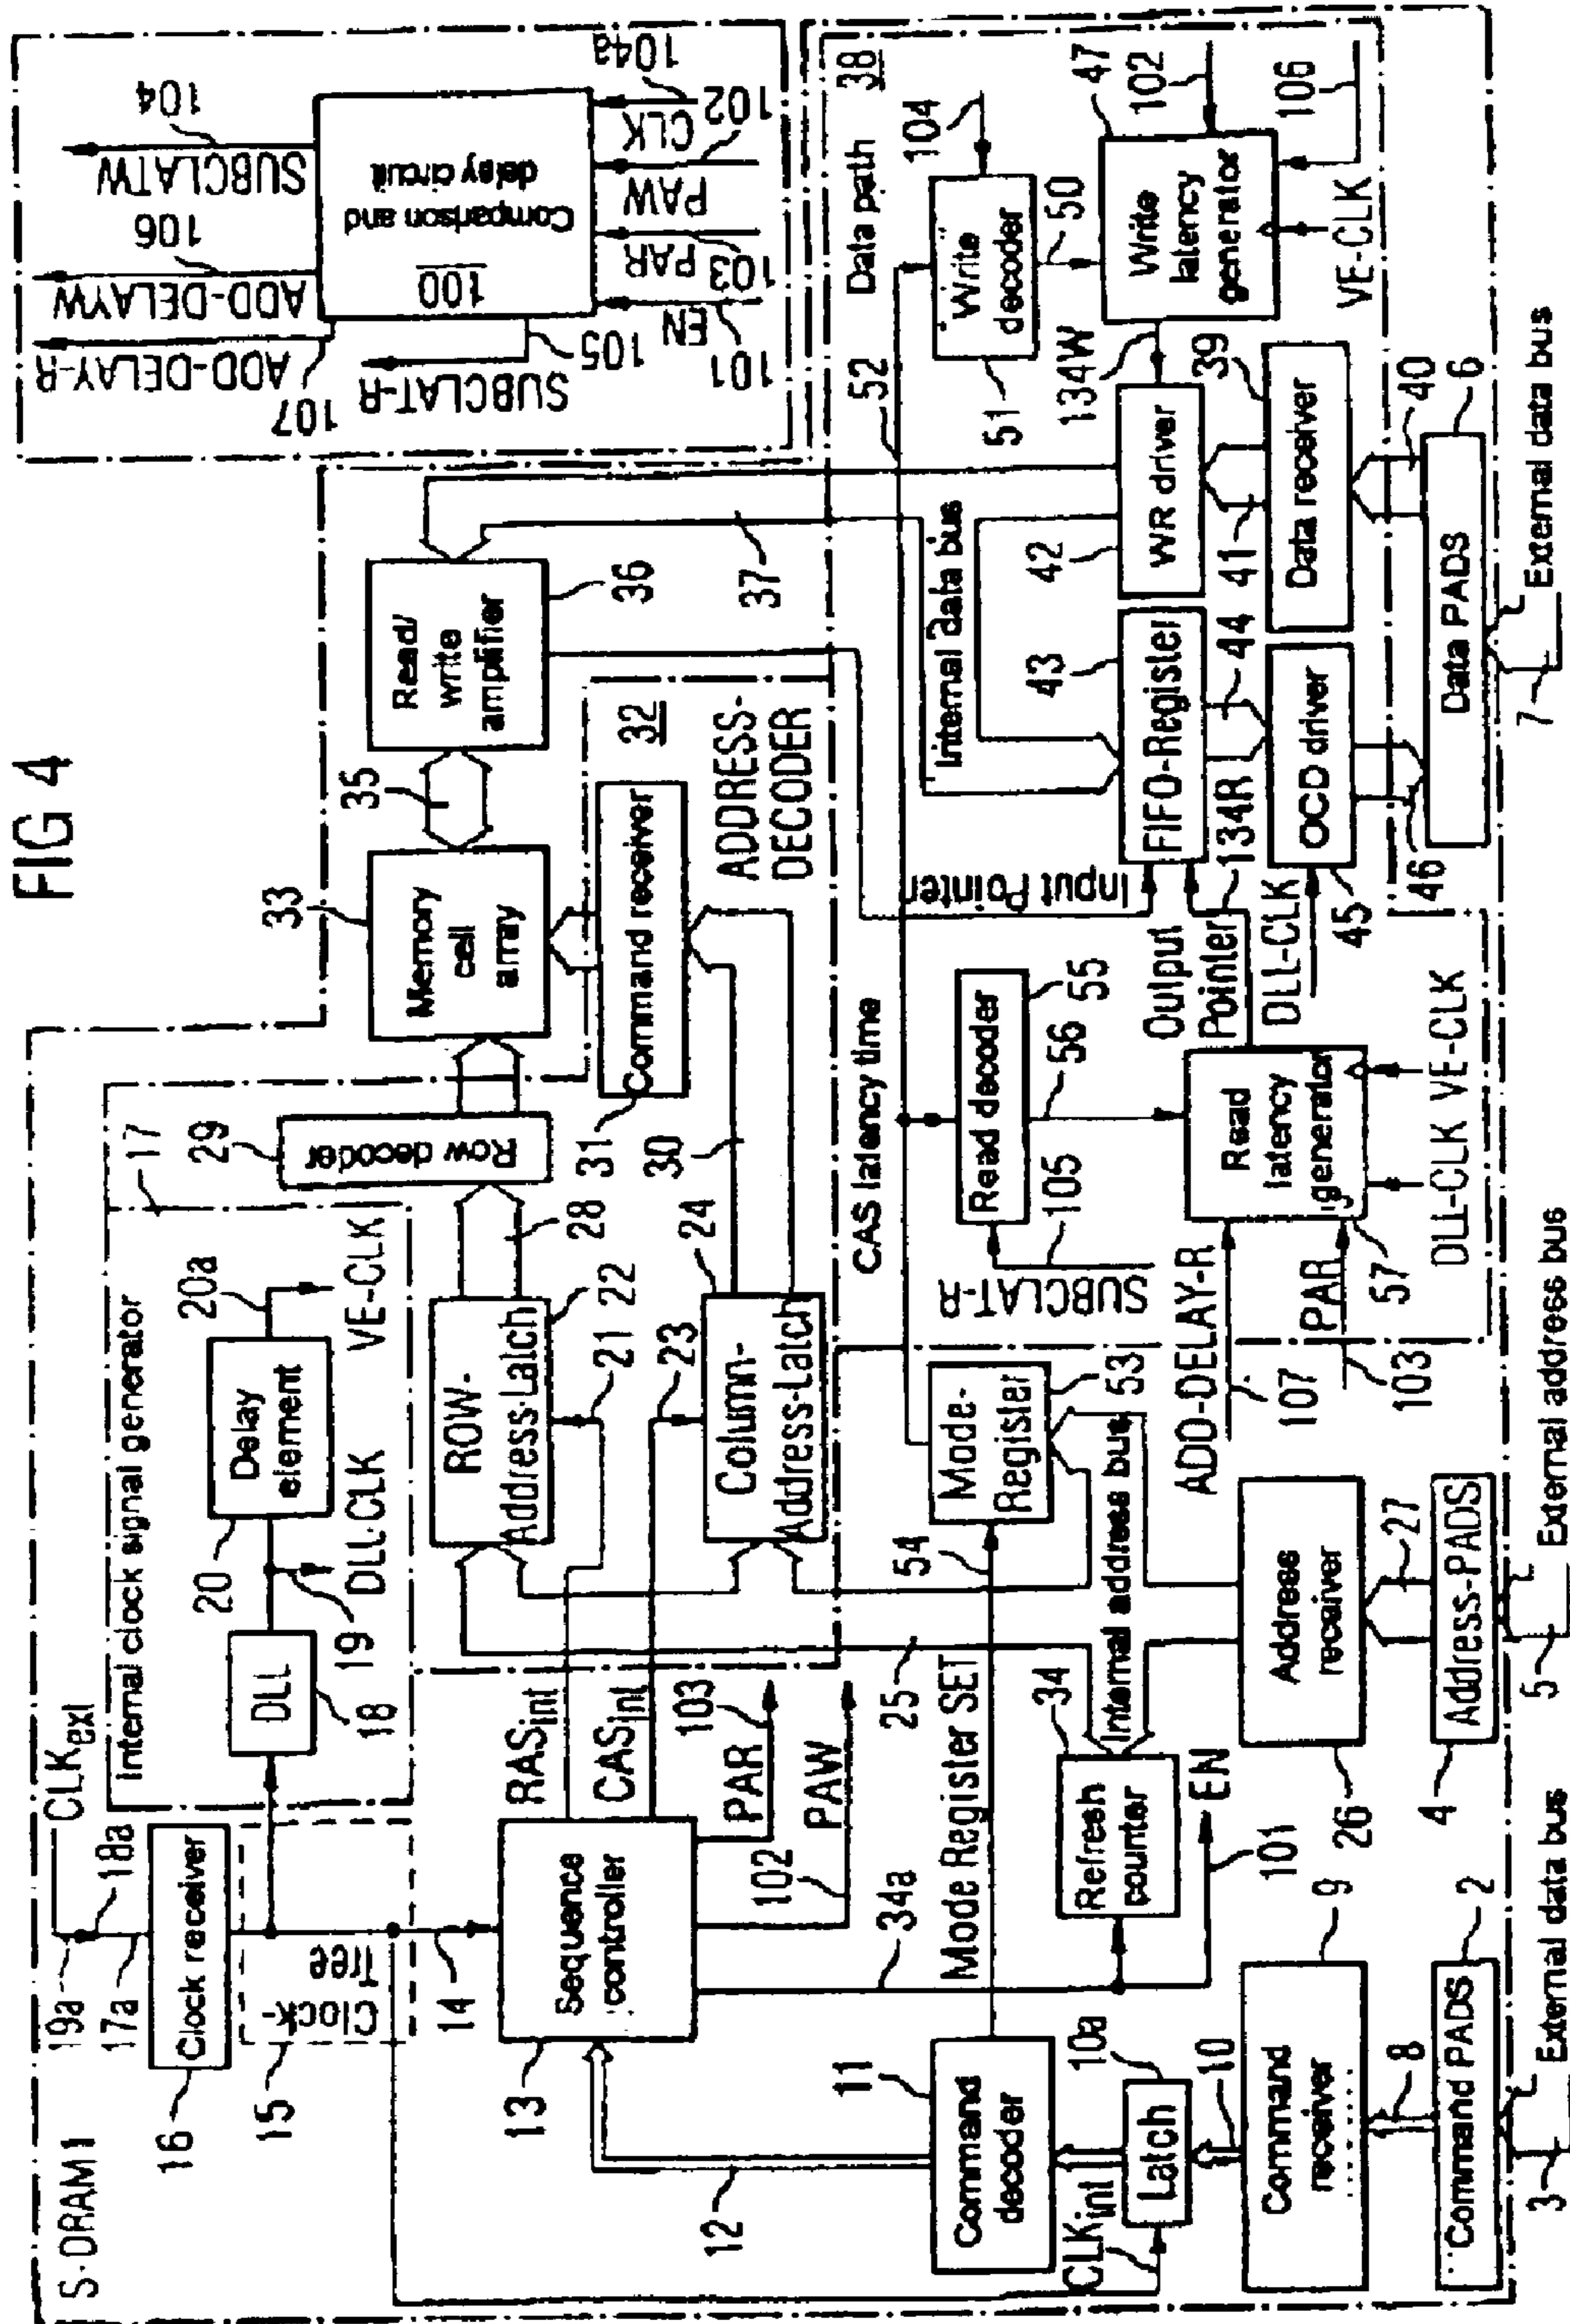 FIG 4
S-DRAM1
19a
18a
17a
CLKext
16
Clock receiver
15
Clock-
Tree
Internal clock signal generator
17
DLL
18
19
DLL-CLK
20
Delay
element
20a
VE-CLK
14
13
Sequence
controller
RASint
CASint
PAR
103
PAW
102
34a
12
ROW-
Address-Latch
22
21
23
24
Column-
Address-Latch
28
29
Row decoder
30
31
Command receiver
32
ADDRESS-
DECODER
33
Memory
cell
array
35
Read/
write
amplifier
36
37
107
ADD-DELAY-R
106
ADD-DELAYW
104
SUBCLATW
SUBCLAT-R
105
100
Comparison and
delay circuit
101
EN
103
PAR
PAW
102
CLK
104a
11
Command
decoder
10a
Latch
CLKint
10
Command
receiver
9
8
Command PADS
2
3
External data bus
Mode Register SET
25
34
Refresh
counter
EN
101
Internal address bus
54
Mode-
Register
53
26
Address
receiver
27
4
Address-PADS
5
External address bus
CAS latency time
Read decoder
55
56
105
SUBCLAT-R
ADD-DELAY-R
107
PAR
103
57
Read
latency
generator
DLL-CLK
VE-CLK
External address bus
Output
Pointer
134R
Input Pointer
DLL-CLK
45
46
Internal data bus
FIFO-Register
43
44
OCD driver
WR driver
42
41
Data receiver
39
40
Data PADS
6
7
External data bus
External data bus
52
Data path
38
Write
decoder
51
50
104
134W
Write
latency
generator
47
102
106
VE-CLK